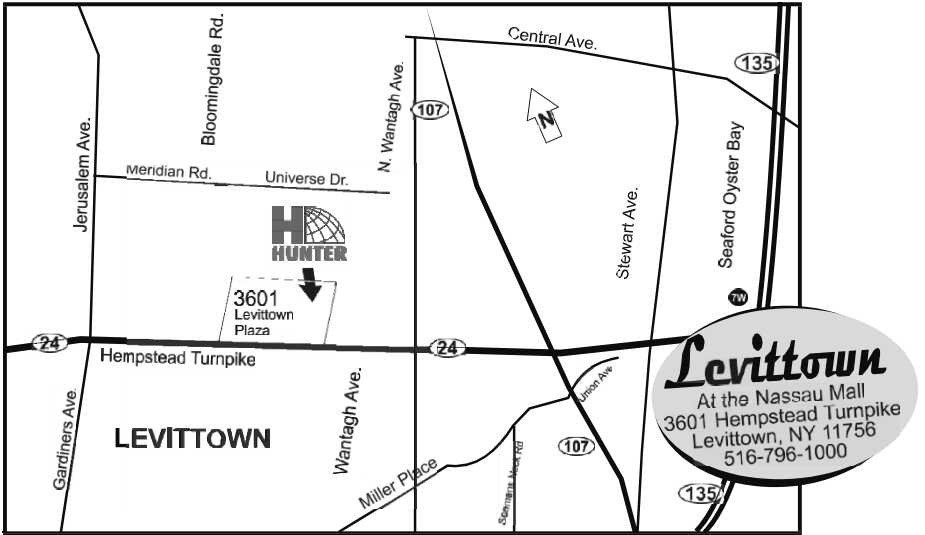 Central Ave.
135
Bloomingdale Rd.
N. Wantagh Ave.
107
N
Jerusalem Ave.
Seaford Oyster Bay
Meridian Rd.
Universe Dr.
Stewart Ave.
H
HUNTER
7W
3601
Levittown
Plaza
24
24
Hempstead Turnpike
Levittown
At the Nassau Mall
3601 Hempstead Turnpike
Levittown, NY 11756
516-796-1000
Union Ave
Gardiners Ave.
Wantagh Ave.
LEVITTOWN
107
Miller Place
Neck Rd
135